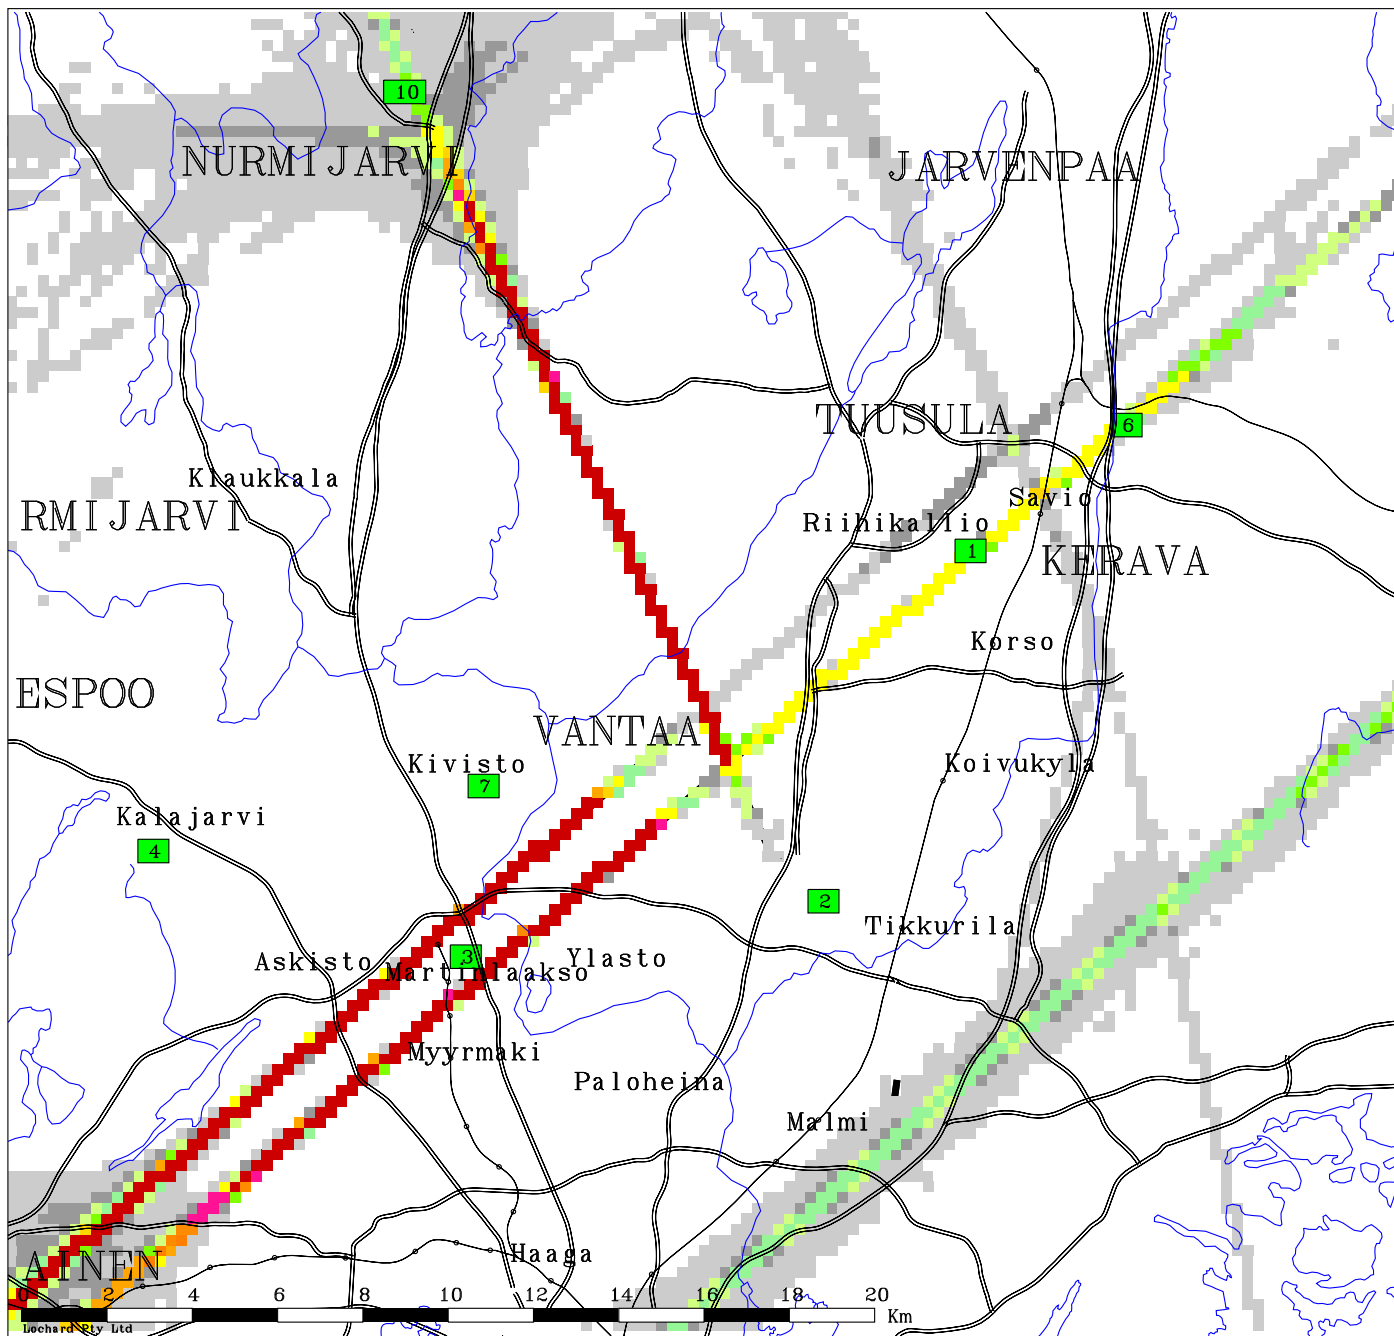 10
NURMIJARVI
JARVENPAA
TUUSULA
6
Klaukkala
Savio
RMIJARVI
Riihikallio
1
KERAVA
Korso
ESPOO
VANTAA
Kivisto
Koivukyla
7
Kalajarvi
4
2
Tikkurila
3
Ylasto
Askisto
Martinlaakso
Myyrmaki
Paloheina
Malmi
Haaga
AINEN
0 2 4 6 8 10 12 14 16 18 20
Km
Lochard Pty Ltd